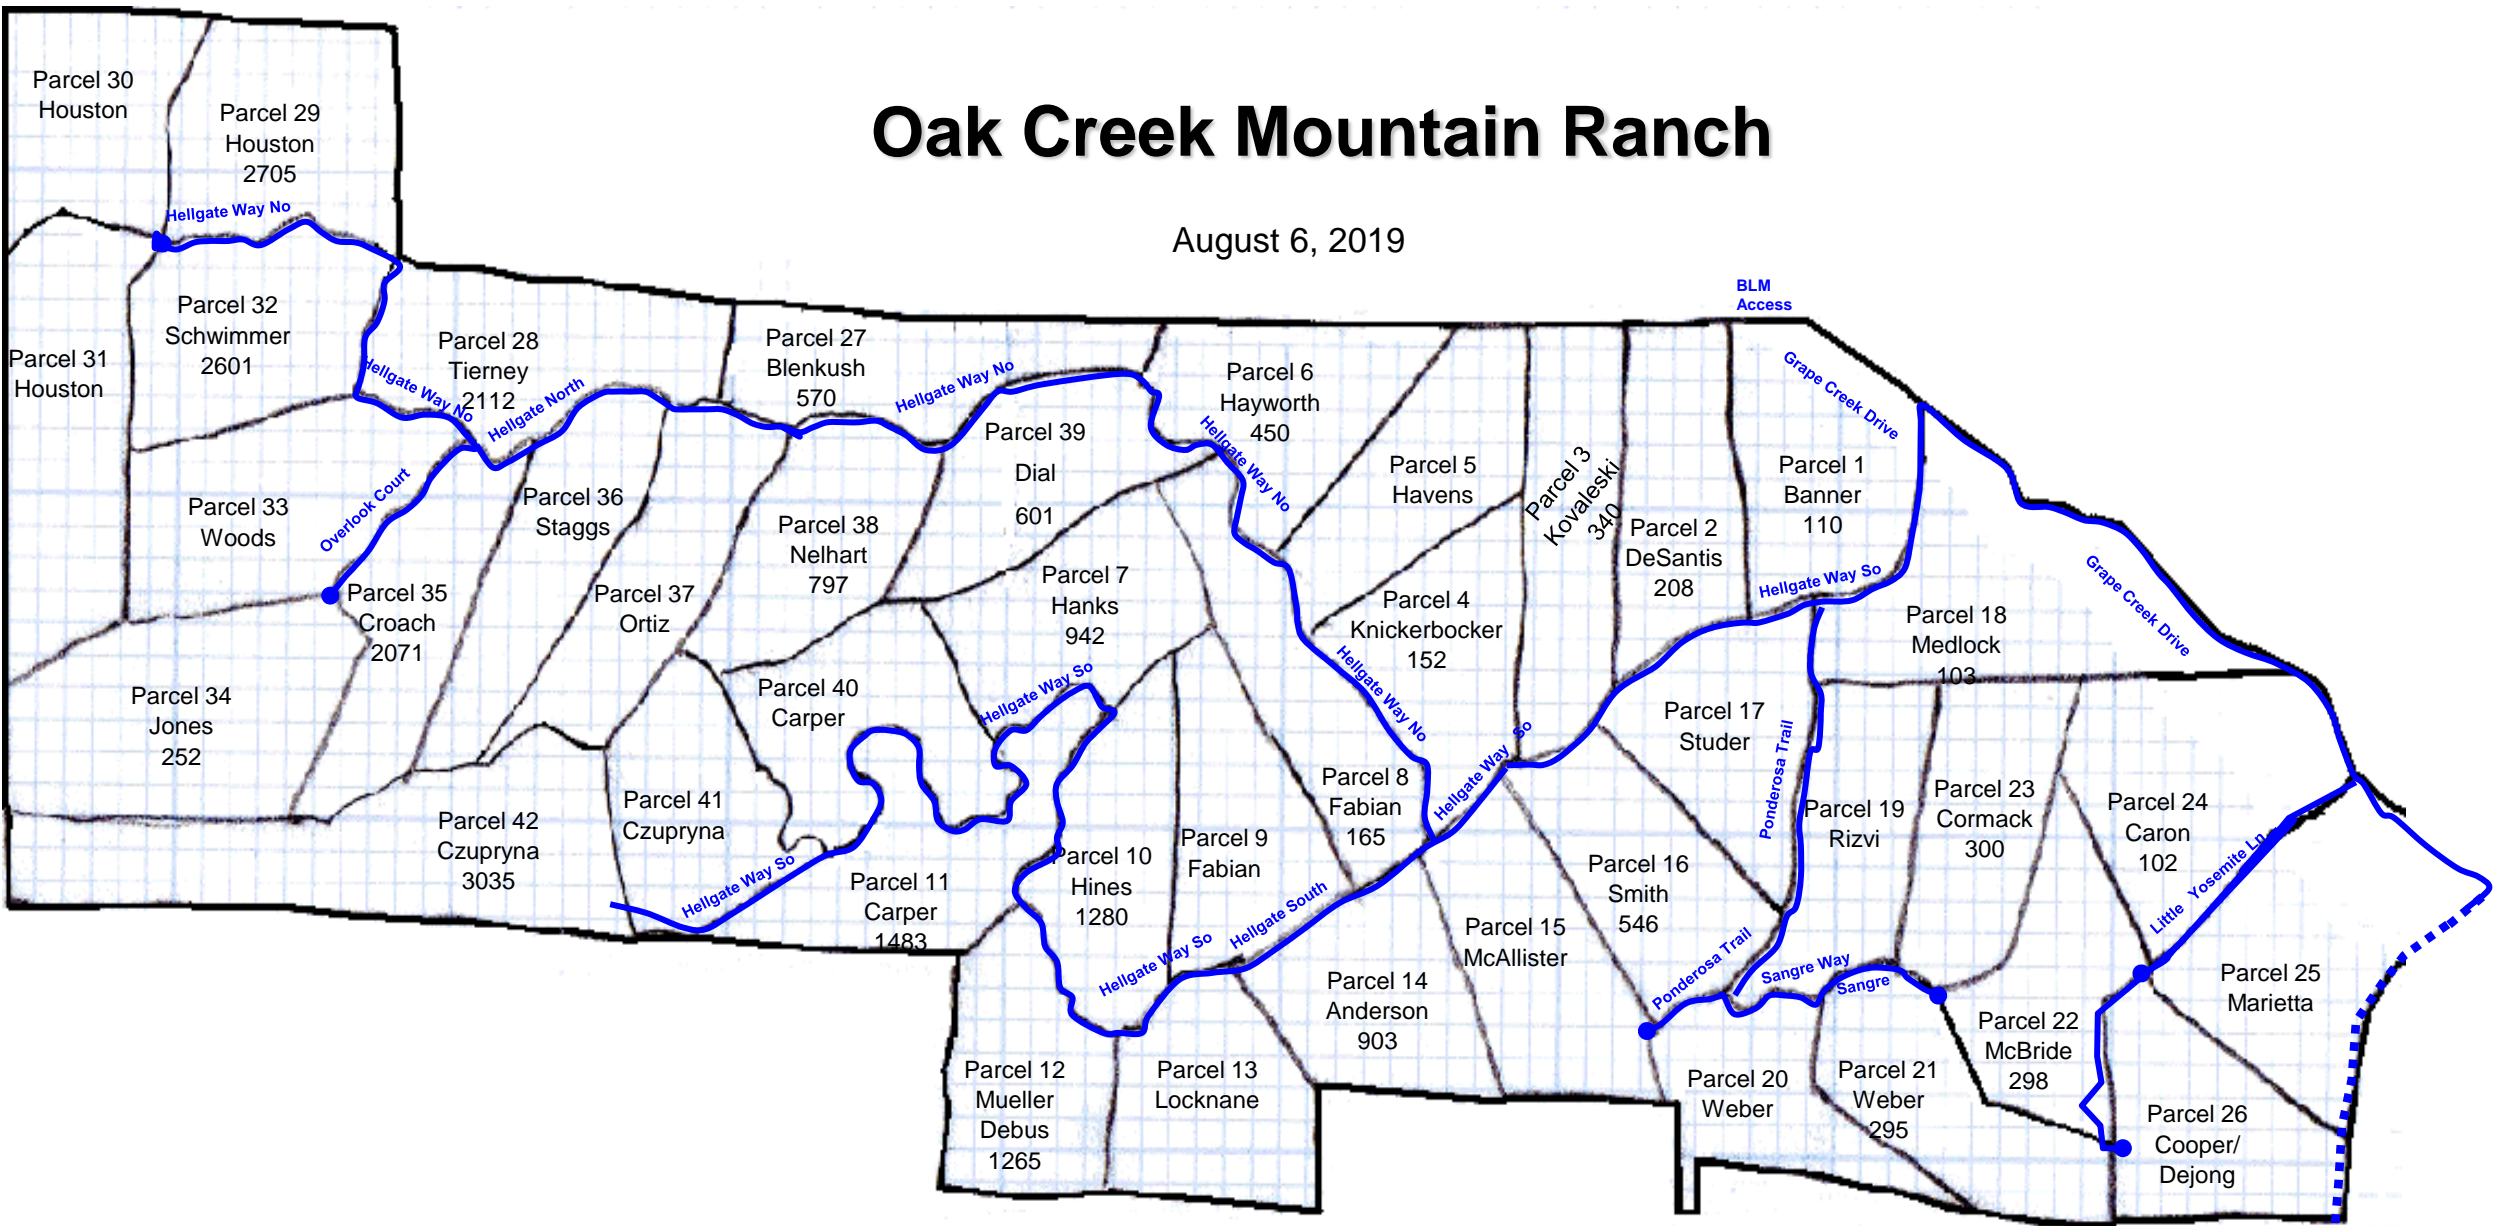 Oak Creek Mountain Ranch
August 6, 2019
Parcel 30
Houston
Parcel 29
Houston
2705
Hellgate Way No
Parcel 31
Houston
Parcel 32
Schwimmer
2601
Parcel 28
Tierney
2112
Hellgate Way No
Hellgate North
Parcel 27
Blenkush
570
Hellgate Way No
Parcel 39
Dial
601
Parcel 6
Hayworth
450
Hellgate Way No
Parcel 5
Havens
Parcel 3
Kovaleski
340
Parcel 2
DeSantis
208
BLM
Access
Grape Creek Drive
Parcel 1
Banner
110
Hellgate Way So
Grape Creek Drive
Parcel 33
Woods
Overlook Court
Parcel 36
Staggs
Parcel 38
Nelhart
797
Parcel 35
Croach
2071
Parcel 37
Ortiz
Parcel 7
Hanks
942
Parcel 4
Knickerbocker
152
Hellgate Way No
Parcel 18
Medlock
103
Parcel 34
Jones
252
Parcel 40
Carper
Hellgate Way So
Parcel 17
Studer
Ponderosa Trail
Parcel 42
Czupryna
3035
Parcel 41
Czupryna
Hellgate Way So
Parcel 11
Carper
1483
Parcel 10
Hines
1280
Parcel 9
Fabian
Parcel 8
Fabian
165
Hellgate Way So
Hellgate South
Hellgate Way So
Parcel 16
Smith
546
Parcel 19
Rizvi
Parcel 23
Cormack
300
Parcel 24
Caron
102
Little Yosemite Ln
Parcel 15
McAllister
Parcel 14
Anderson
903
Ponderosa Trail
Sangre Way
Sangre
Parcel 25
Marietta
Parcel 12
Mueller
Debus
1265
Parcel 13
Locknane
Parcel 20
Weber
Parcel 21
Weber
295
Parcel 22
McBride
298
Parcel 26
Cooper/
Dejong